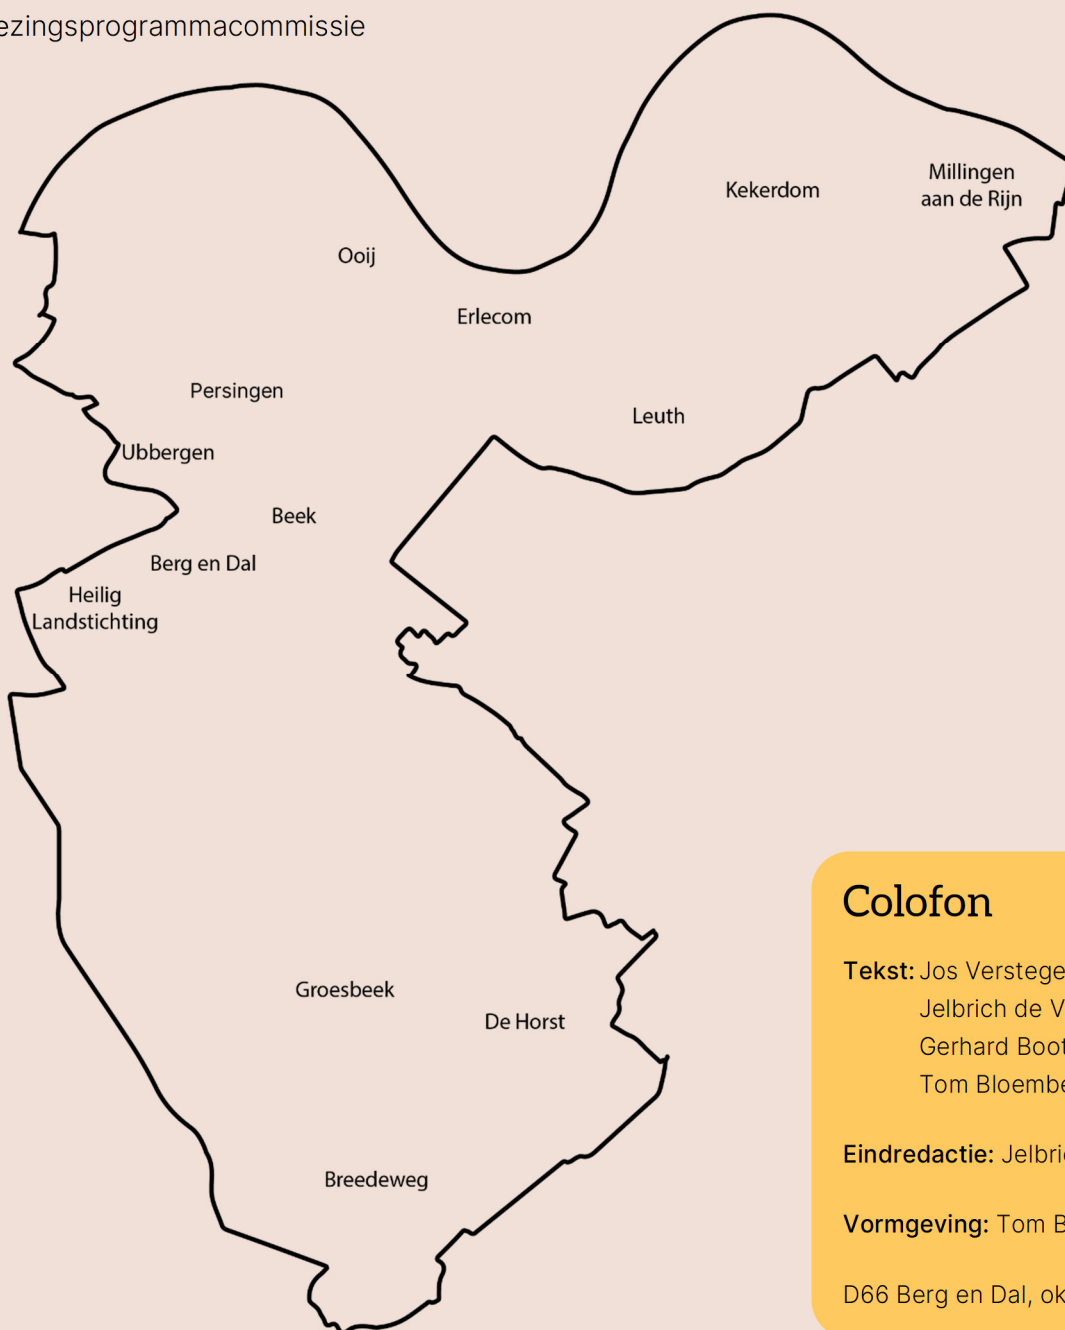 ezingsprogrammacommissie
Kekerdom
Millingen
aan de Rijn
Ooij
Erlecom
Persingen
Leuth
Ubbergen
Beek
Berg en Dal
Heilig
Landstichting
Groesbeek
De Horst
Breedeweg
Colofon
Tekst: Jos Verstege
Jelbrich de V
Gerhard Boot
Tom Bloembe
Eindredactie: Jelbri
Vormgeving: Tom B
D66 Berg en Dal, ok